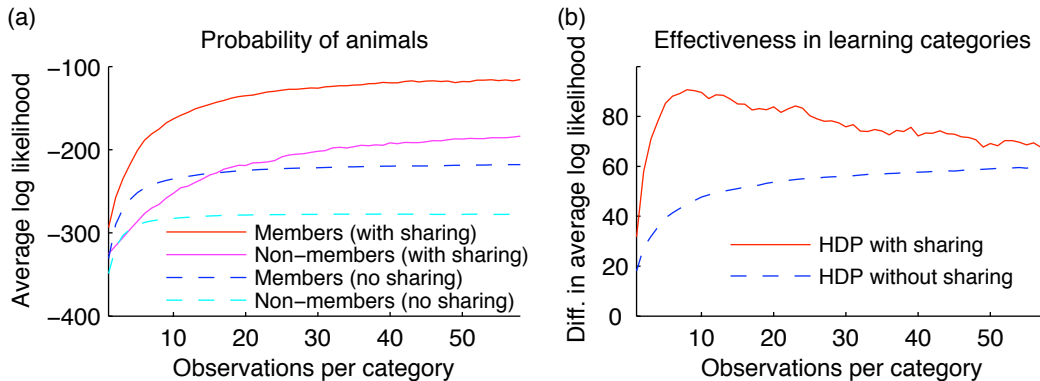 (a)
Probability of animals
Average log likelihood
−100
−200
−300
−400
10
20
30
40
50
Members (with sharing)
Non−members (with sharing)
Members (no sharing)
Non−members (no sharing)
Observations per category
(b)
Effectiveness in learning categories
Diff. in average log likelihood
80
60
40
20
0
10
20
30
40
50
HDP with sharing
HDP without sharing
Observations per category